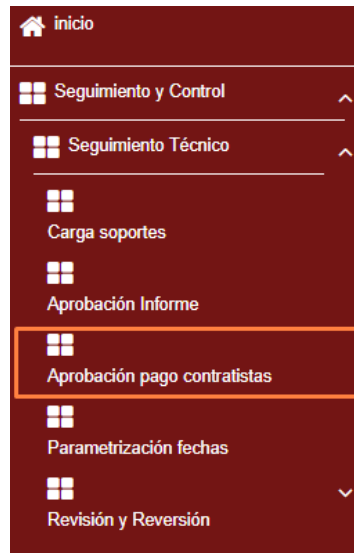 inicio
Seguimiento y Control
Seguimiento Técnico
Carga soportes
Aprobación Informe
Aprobación pago contratistas
Parametrización fechas
Revisión y Reversión